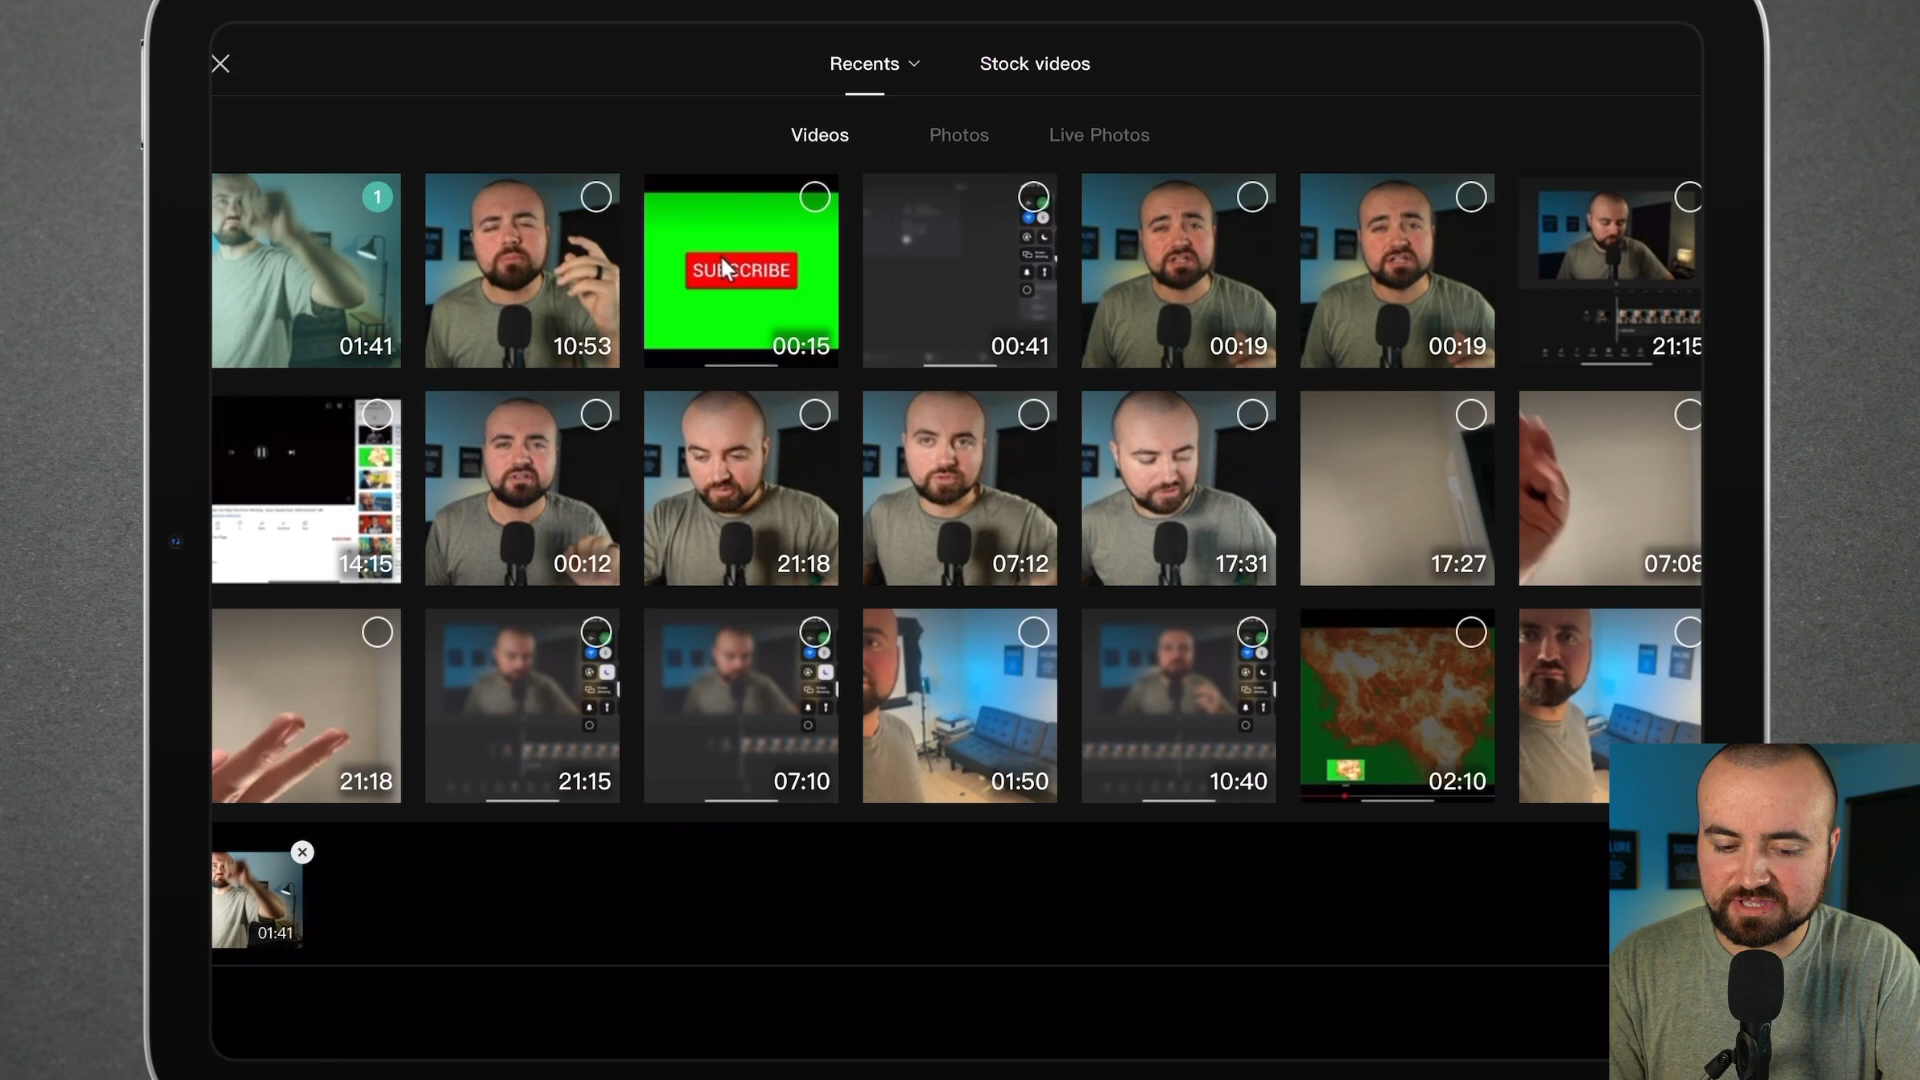 Recents Stock videos
Videos Photos Live Photos
1
SUBSCRIBE
01:41 10:53 00:15 00:41 00:19 00:19 21:15
14:15 00:12 21:18 07:12 17:31 17:27 07:08
21:18 21:15 07:10 01:50 10:40 02:10
01:41